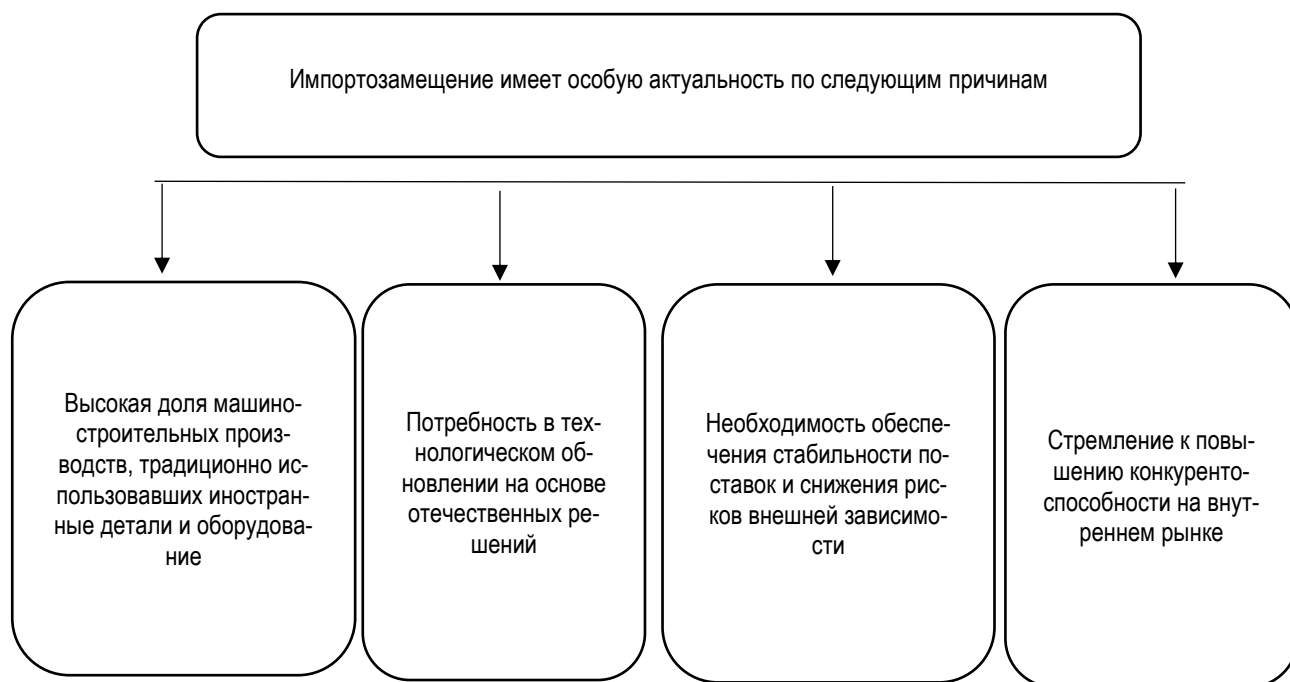 Импортозамещение имеет особую актуальность по следующим причинам
Высокая доля машино-
строительных произ-
водств, традиционно ис-
пользовавших иностран-
ные детали и оборудова-
ние
Потребность в тех-
нологическом об-
новлении на основе
отечественных ре-
шений
Необходимость обеспе-
чения стабильности по-
ставок и снижения рис-
ков внешней зависимо-
сти
Стремление к повы-
шению конкуренто-
способности на внут-
реннем рынке